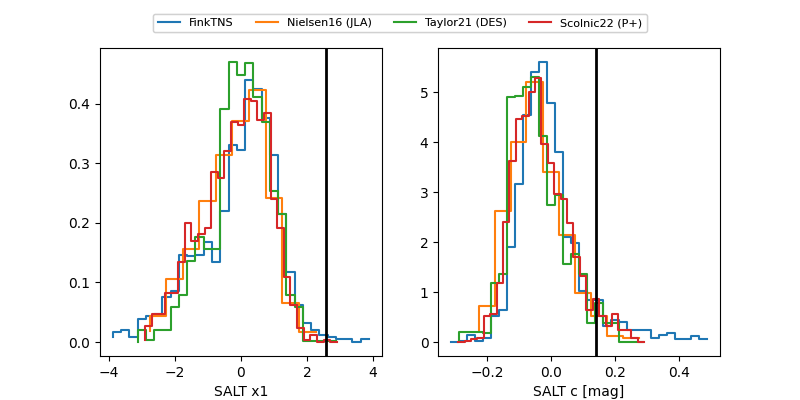 FinkTNS Nielsen16 (JLA) Taylor21 (DES) Scolnic22 (P+)
0.4
0.3
0.2
0.1
0.0
−4 −2 0 2 4
SALT x1
5
4
3
2
1
0
−0.2 0.0 0.2 0.4
SALT c [mag]